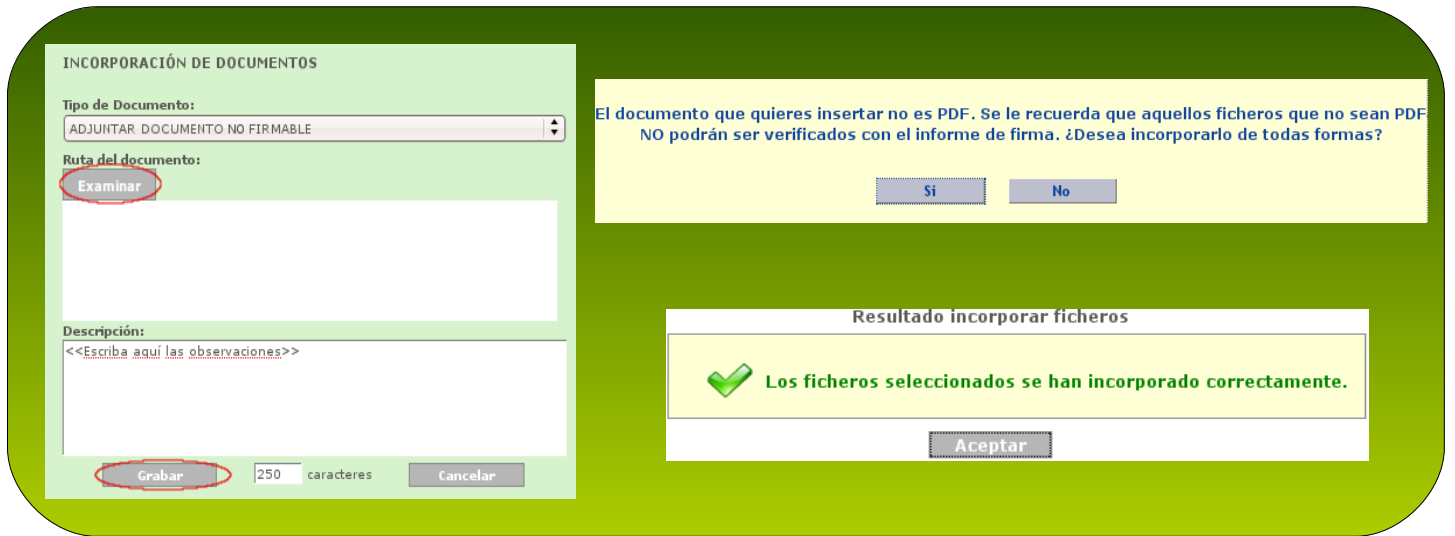 INCORPORACIÓN DE DOCUMENTOS
Tipo de Documento:
ADJUNTAR DOCUMENTO NO FIRMABLE
Ruta del documento:
Examinar
Descripción:
<<Escriba aquí las observaciones>>
Grabar
250 caracteres
Cancelar
El documento que quieres insertar no es PDF. Se le recuerda que aquellos ficheros que no sean PDF
NO podrán ser verificados con el informe de firma. ¿Desea incorporarlo de todas formas?
Si
No
Resultado incorporar ficheros
Los ficheros seleccionados se han incorporado correctamente.
Aceptar